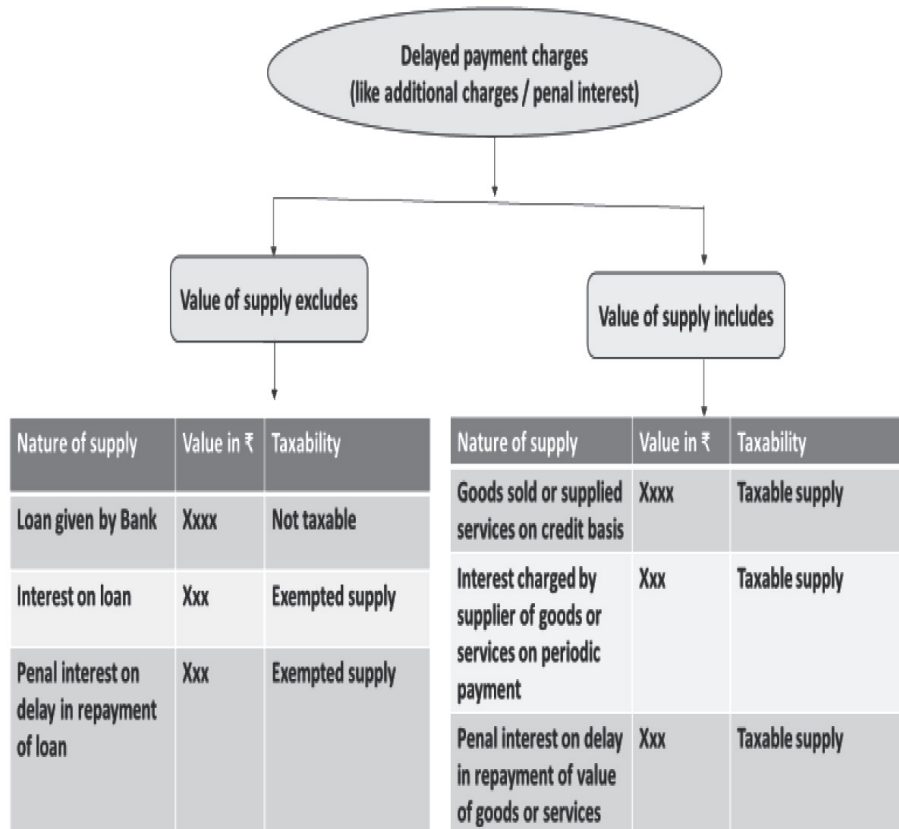 Delayed payment charges
(like additional charges / penal interest)
Value of supply excludes
Value of supply includes
Nature of supply Value in ₹ Taxability
Loan given by Bank Xxxx Not taxable
Interest on loan Xxx Exempted supply
Penal interest on Xxx Exempted supply
delay in repayment
of loan
Nature of supply Value in ₹ Taxability
Goods sold or supplied Xxxx Taxable supply
services on credit basis
Interest charged by Xxx Taxable supply
supplier of goods or
services on periodic
payment
Penal interest on delay Xxx Taxable supply
in repayment of value
of goods or services